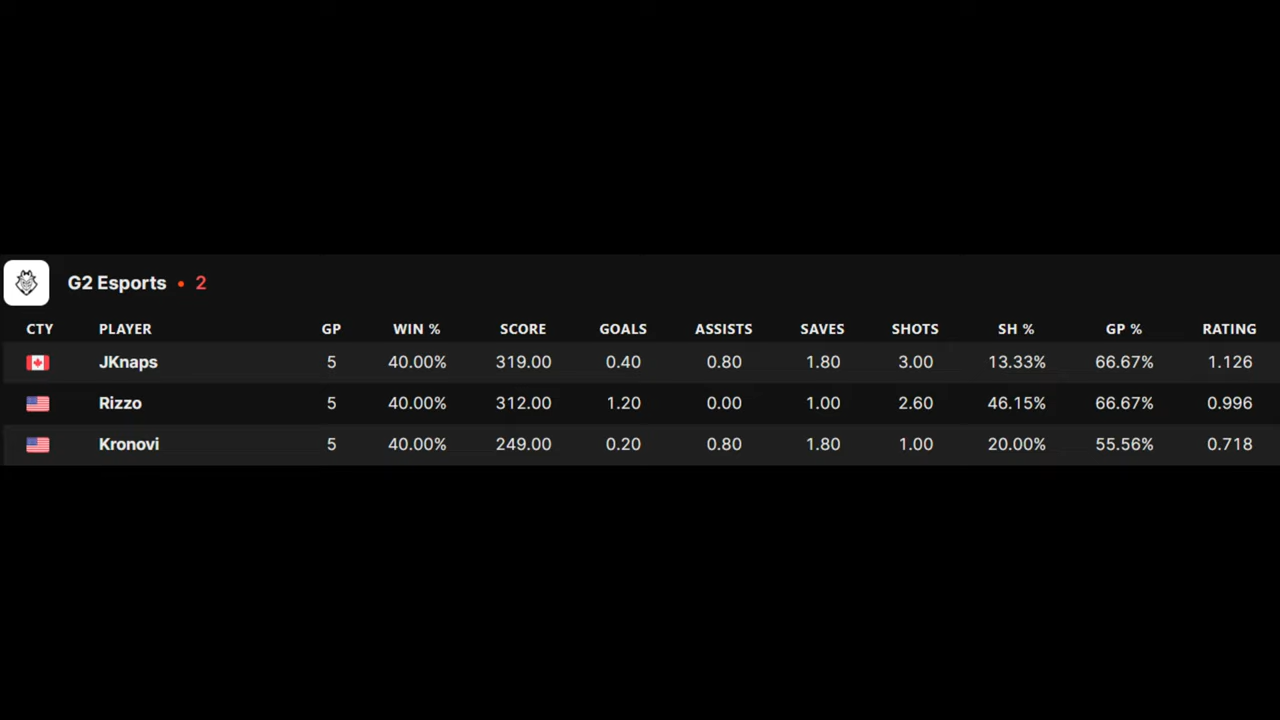 G2 Esports • 2
CTY PLAYER GP WIN % SCORE GOALS ASSISTS SAVES SHOTS SH % GP % RATING
JKnaps 5 40.00% 319.00 0.40 0.80 1.80 3.00 13.33% 66.67% 1.126
Rizzo 5 40.00% 312.00 1.20 0.00 1.00 2.60 46.15% 66.67% 0.996
Kronovi 5 40.00% 249.00 0.20 0.80 1.80 1.00 20.00% 55.56% 0.718